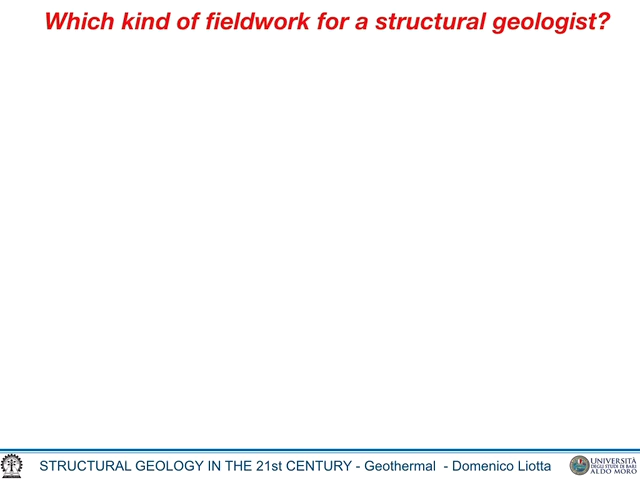 Which kind of fieldwork for a structural geologist?
STRUCTURAL GEOLOGY IN THE 21st CENTURY - Geothermal - Domenico Liotta
UNIVERSITÀ
DEGLI STUDI DI BARI
ALDO MORO